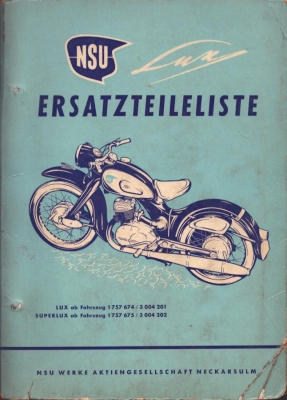 NSU Lux
ERSATZTEILELISTE
LUX ab Fahrzeug 1 757 674 / 3 004 201
SUPERLUX ab Fahrzeug 1 757 675 / 3 004 202
NSU WERKE AKTIENGESELLSCHAFT NECKARSULM